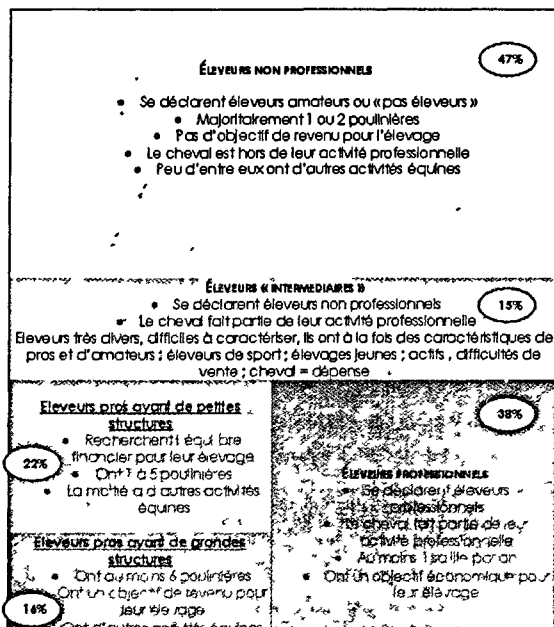 47%
ÉLEVEURS NON PROFESSIONNELS
• Se déclarent éleveurs amateurs ou «pas éleveurs»
• Majoritairement 1 ou 2 poulinières
• Pas d'objectif de revenu pour l'élevage
• Le cheval est hors de leur activité professionnelle
• Peu d'entre eux ont d'autres activités équines
ÉLEVEURS « INTERMEDIAIRES »
• Se déclarent éleveurs non professionnels
15%
• Le cheval fait partie de leur activité professionnelle
Eleveurs très divers, difficiles à caractériser, ils ont à la fois des caractéristiques de
pros et d'amateurs : éleveurs de sport ; élevages jeunes ; actifs, difficultés de
vente ; cheval = dépense
Eleveurs pros ayant de petites
structures
• Recherchent l équilibre
financier pour leur élevage
22%
• Ont 1 à 5 poulinières
• La moitié a d autres activités
équines
Eleveurs pros ayant de grandes
structures
• Ont au moins 6 poulinières
• Ont un objectif de revenu pour
leur élevage
16%
• Ont d'autres activités équines
38%
ÉLEVEURS PROFESSIONNELS
• Se déclarent éleveurs
professionnels
• Le cheval fait partie de leur
activité professionnelle
• Au moins 1 saillie par an
• Ont un objectif économique pour
leur élevage